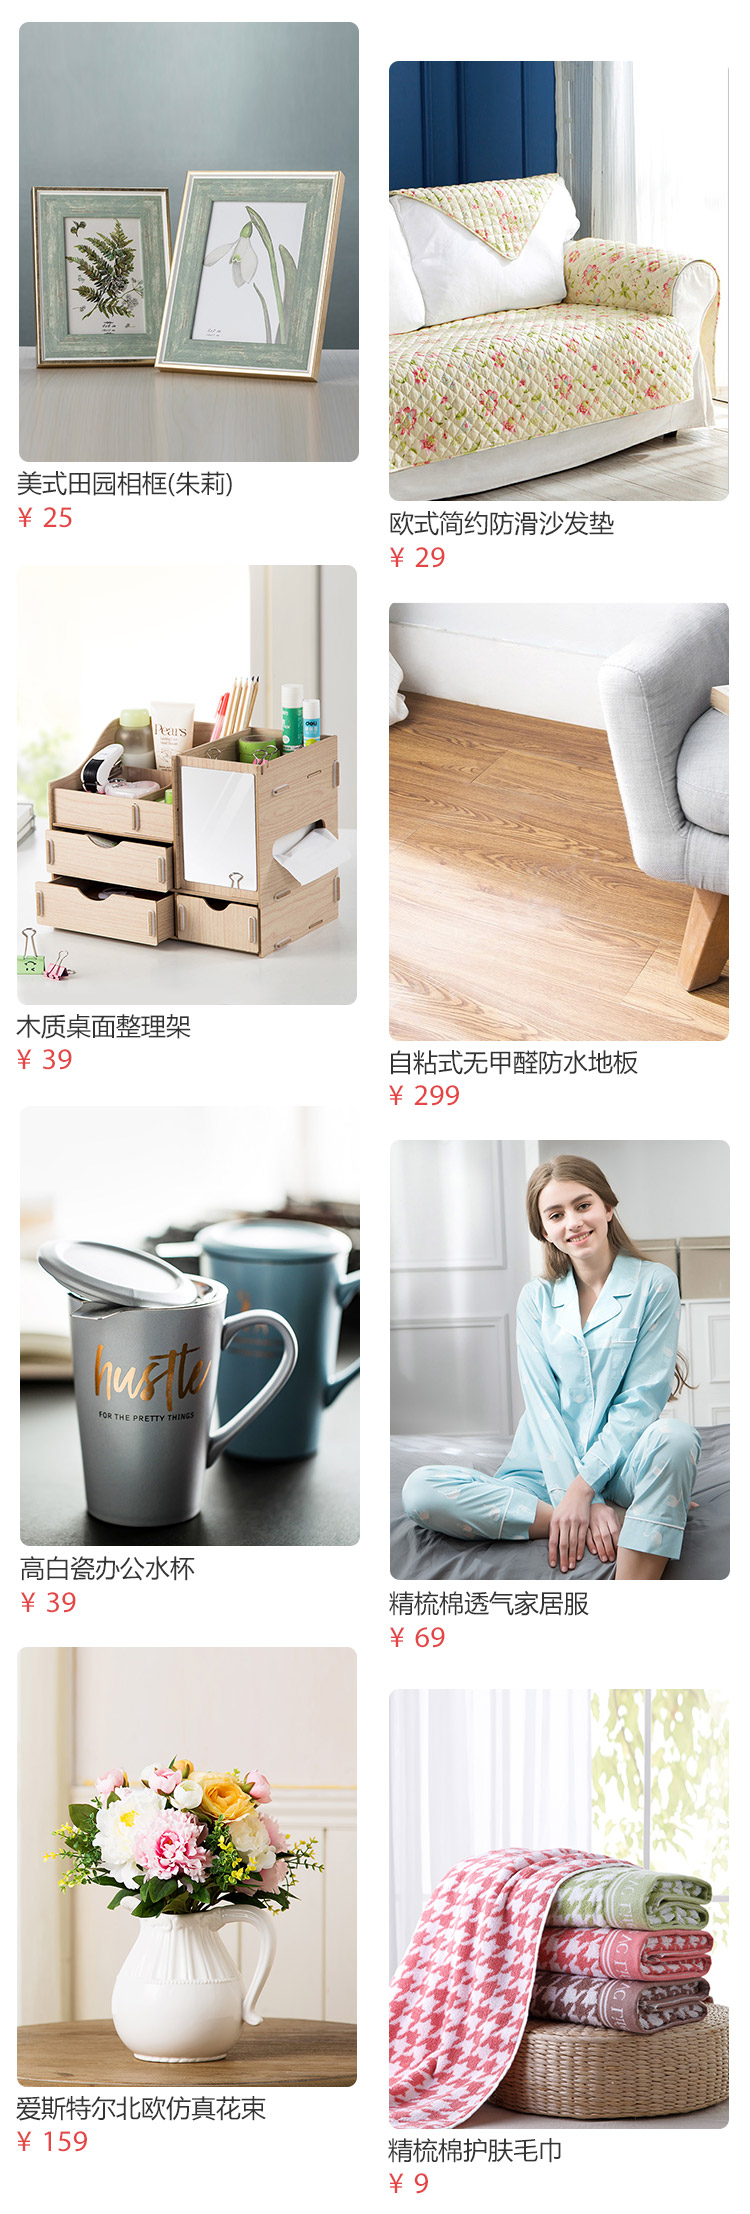 美式田园相框(朱莉)
¥ 25
欧式简约防滑沙发垫
¥ 29
Pears
deli
木质桌面整理架
¥ 39
自粘式无甲醛防水地板
¥ 299
hustle
FOR THE PRETTY THINGS
高白瓷办公水杯
¥ 39
精梳棉透气家居服
¥ 69
爱斯特尔北欧仿真花束
¥ 159
精梳棉护肤毛巾
¥ 9